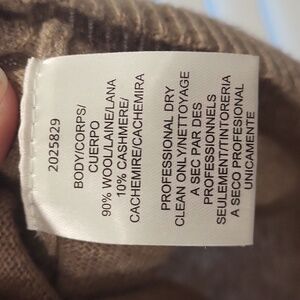 2025829
BODY/CORPS/
CUERPO
90% WOOL/LAINE/LANA
10% CASHMERE/
CACHEMIRE/CACHEMIRA
PROFESSIONAL DRY
CLEAN ONLY/NETTOYAGE
A SEC PAR DES
PROFESSIONNELS
SEULEMENT/TINTORERIA
A SECO PROFESIONAL
UNICAMENTE